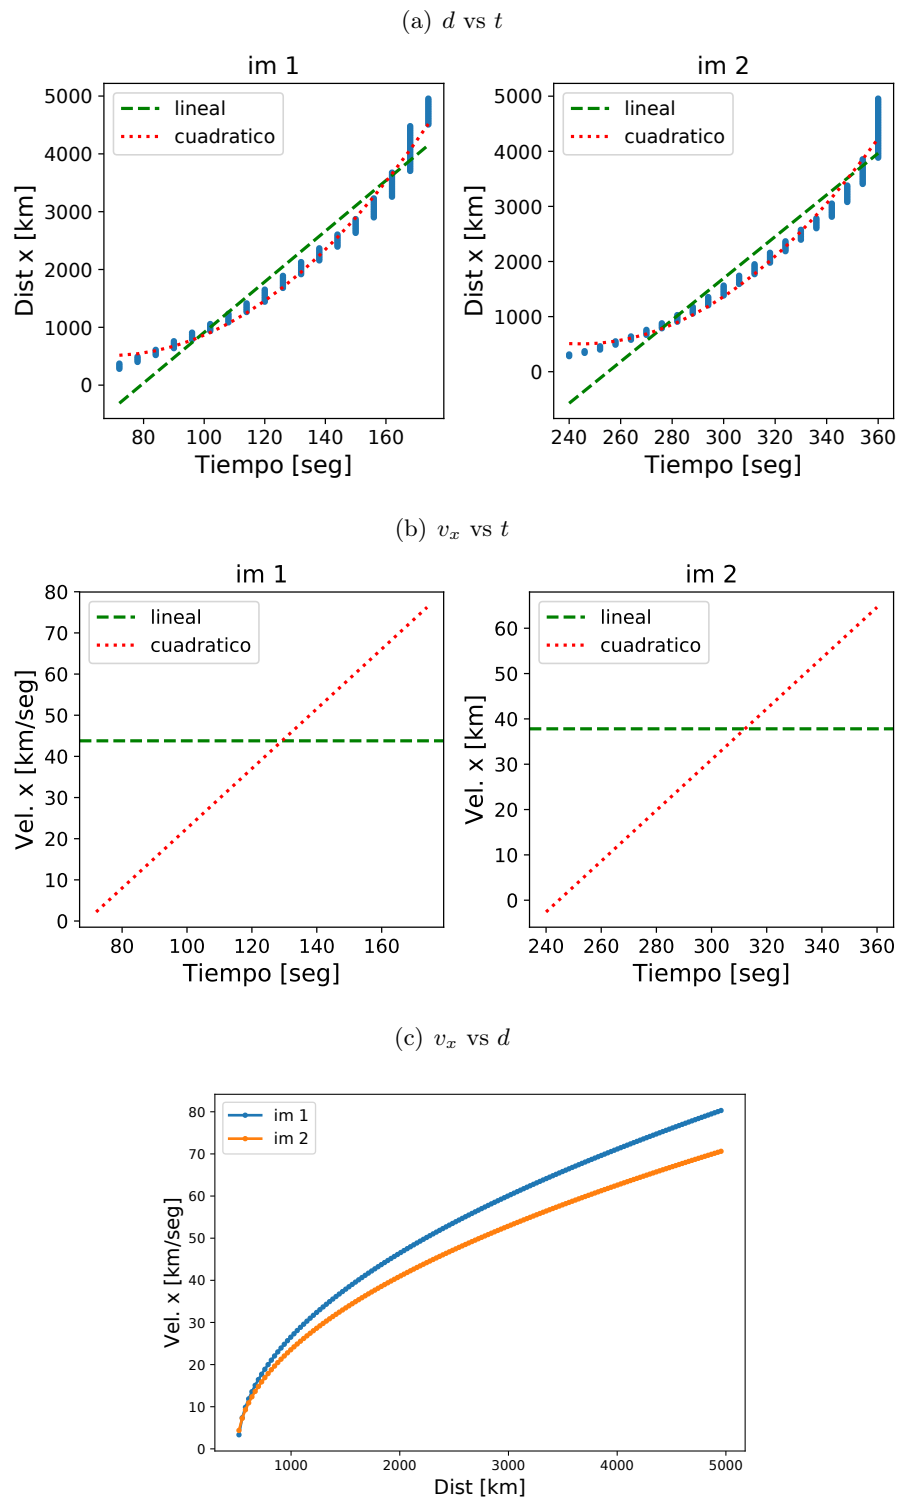 (a) d vs t
im 1
im 2
lineal
cuadratico
lineal
cuadratico
Dist x [km]
5000
4000
3000
2000
1000
0
80 100 120 140 160
Tiempo [seg]
Dist x [km]
5000
4000
3000
2000
1000
0
240 260 280 300 320 340 360
Tiempo [seg]
(b) vₓ vs t
im 1
im 2
lineal
cuadratico
lineal
cuadratico
Vel. x [km/seg]
80
70
60
50
40
30
20
10
0
80 100 120 140 160
Tiempo [seg]
Vel. x [km]
60
50
40
30
20
10
0
240 260 280 300 320 340 360
Tiempo [seg]
(c) vₓ vs d
im 1
im 2
Vel. x [km/seg]
80
70
60
50
40
30
20
10
0
1000 2000 3000 4000 5000
Dist [km]